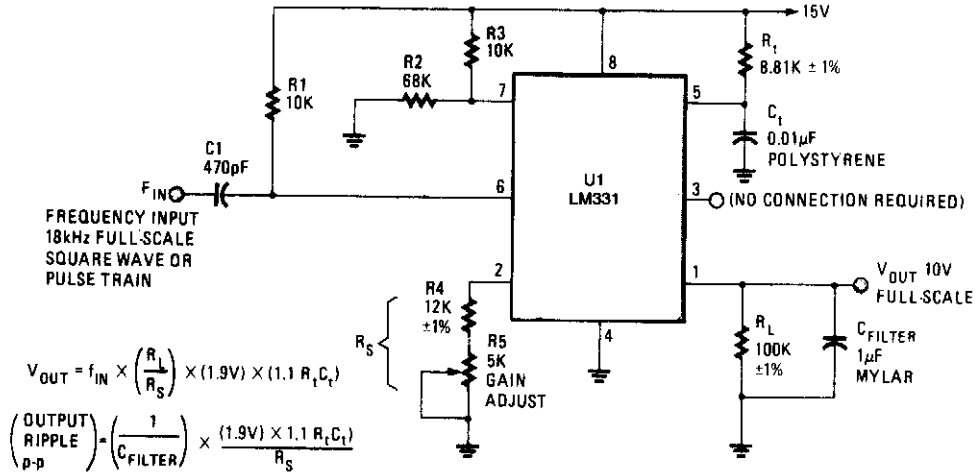 15V
R3
10K
R2
68K
R1
10K
C1
470pF
8
7
5
6
3
2
1
4
U1
LM331
Rt
8.81K ± 1%
Ct
0.01µF
POLYSTYRENE
(NO CONNECTION REQUIRED)
FIN
FREQUENCY INPUT
18kHz FULL-SCALE
SQUARE WAVE OR
PULSE TRAIN
VOUT 10V
FULL-SCALE
R4
12K
±1%
RS
R5
5K
GAIN
ADJUST
RL
100K
±1%
CFILTER
1µF
MYLAR
VOUT = fIN × (RL/RS) × (1.9V) × (1.1 RtCt)
(OUTPUT RIPPLE p-p) = (1/CFILTER) × (1.9V) × 1.1 RtCt)/RS